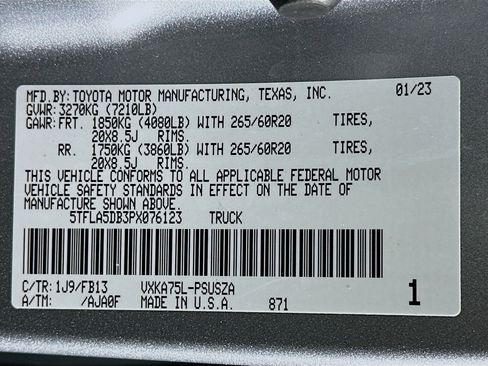 MFD.BY:TOYOTA MOTOR MANUFACTURING, TEXAS, INC. 01/23
GVWR:3270KG (7210LB)
GAWR:FRT. 1850KG (4080LB) WITH 265/60R20 TIRES,
20X8.5J RIMS.
RR. 1750KG (3860LB) WITH 265/60R20 TIRES,
20X8.5J RIMS.
THIS VEHICLE CONFORMS TO ALL APPLICABLE FEDERAL MOTOR
VEHICLE SAFETY STANDARDS IN EFFECT ON THE DATE OF
MANUFACTURE SHOWN ABOVE.
5TFLA5DB3PX076123 TRUCK
C/TR: 1J9/FB13 VXKA75L-PSUSZA
A/TM: /AJA0F MADE IN U.S.A. 871 1